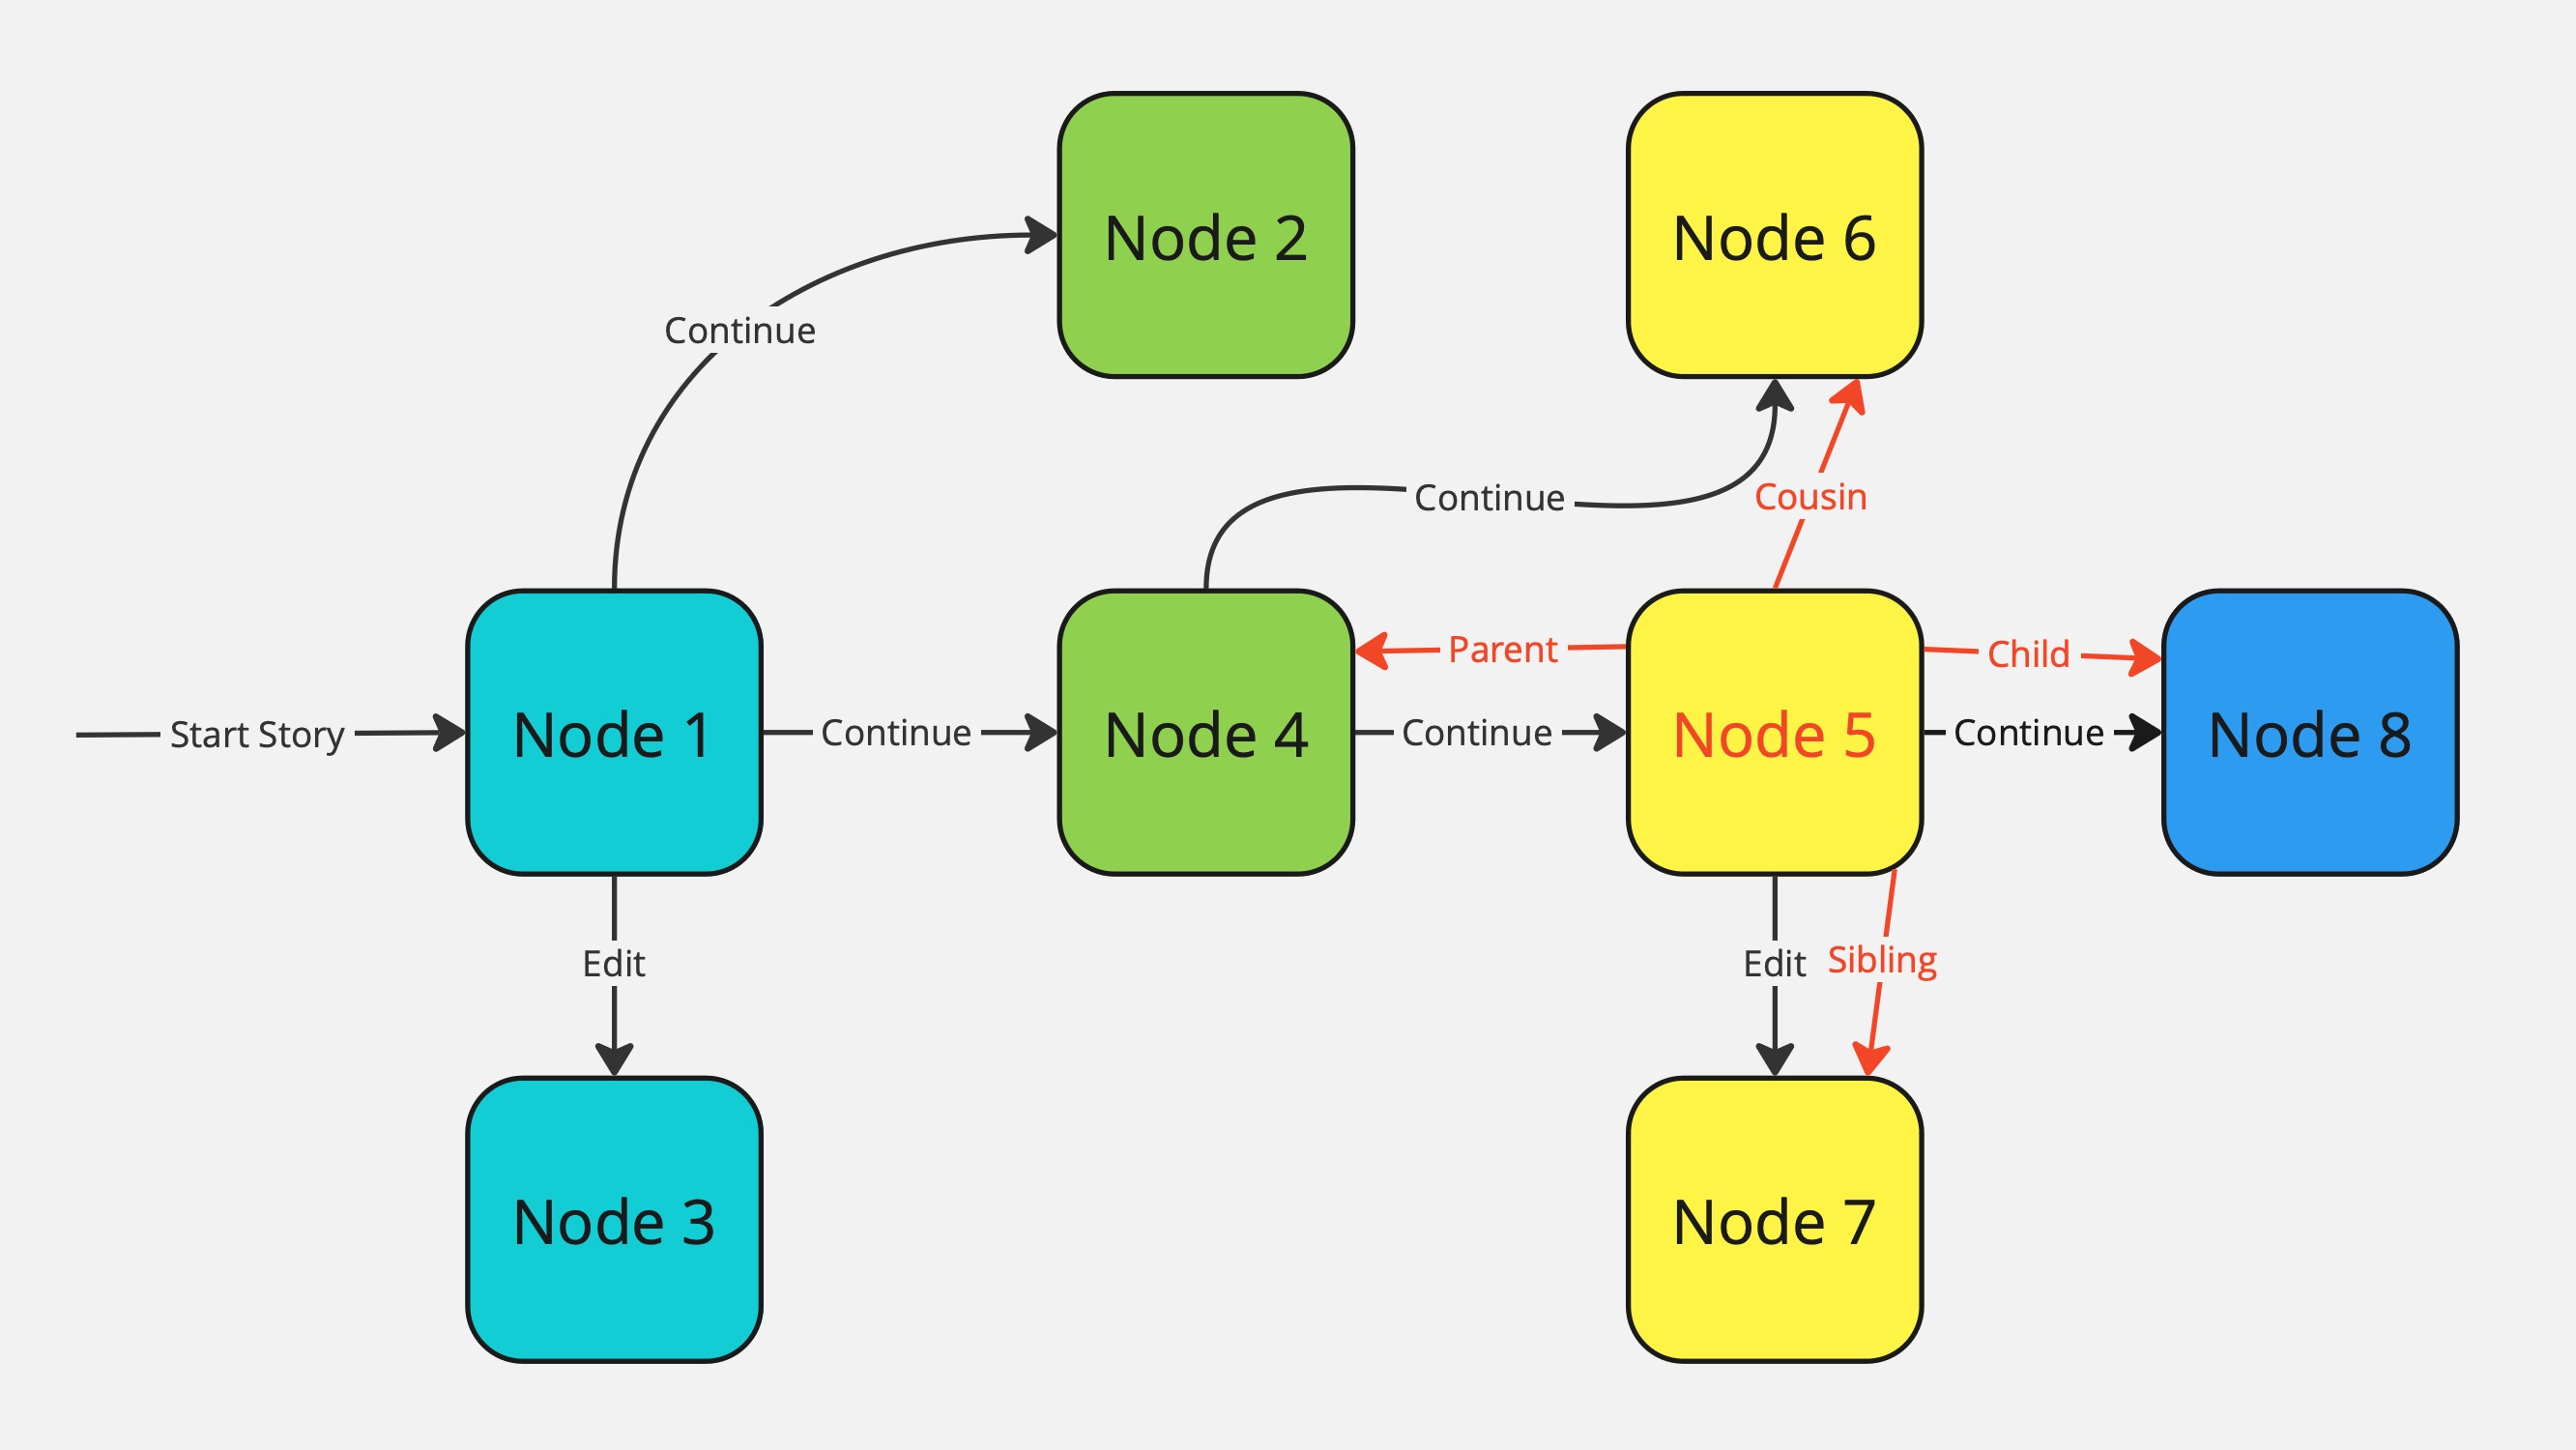 Node 2
Node 6
Continue
Continue
Cousin
Parent
Child
Start Story
Node 1
Continue
Node 4
Continue
Node 5
Continue
Node 8
Edit
Edit
Sibling
Node 3
Node 7